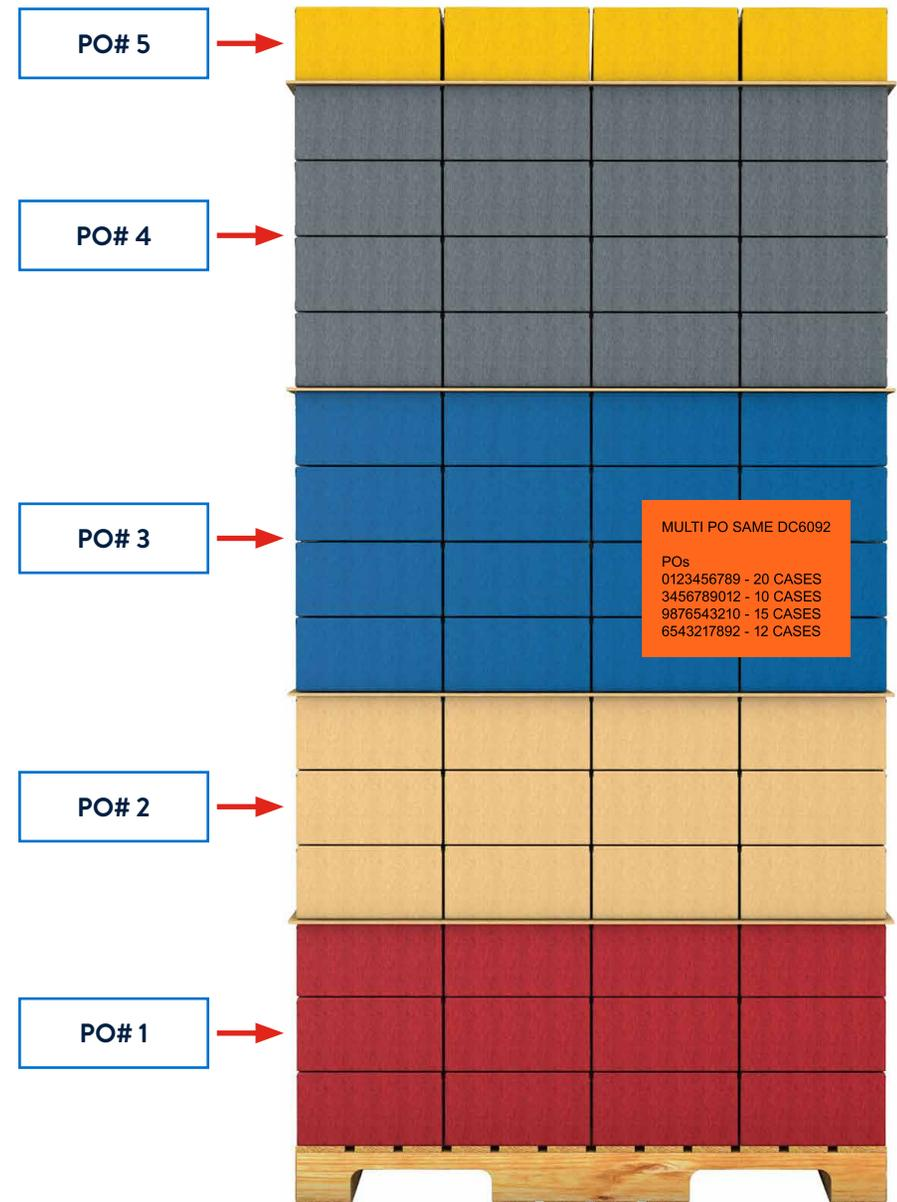 PO# 5
PO# 4
PO# 3
MULTI PO SAME DC6092
POs
0123456789 - 20 CASES
3456789012 - 10 CASES
9876543210 - 15 CASES
6543217892 - 12 CASES
PO# 2
PO# 1